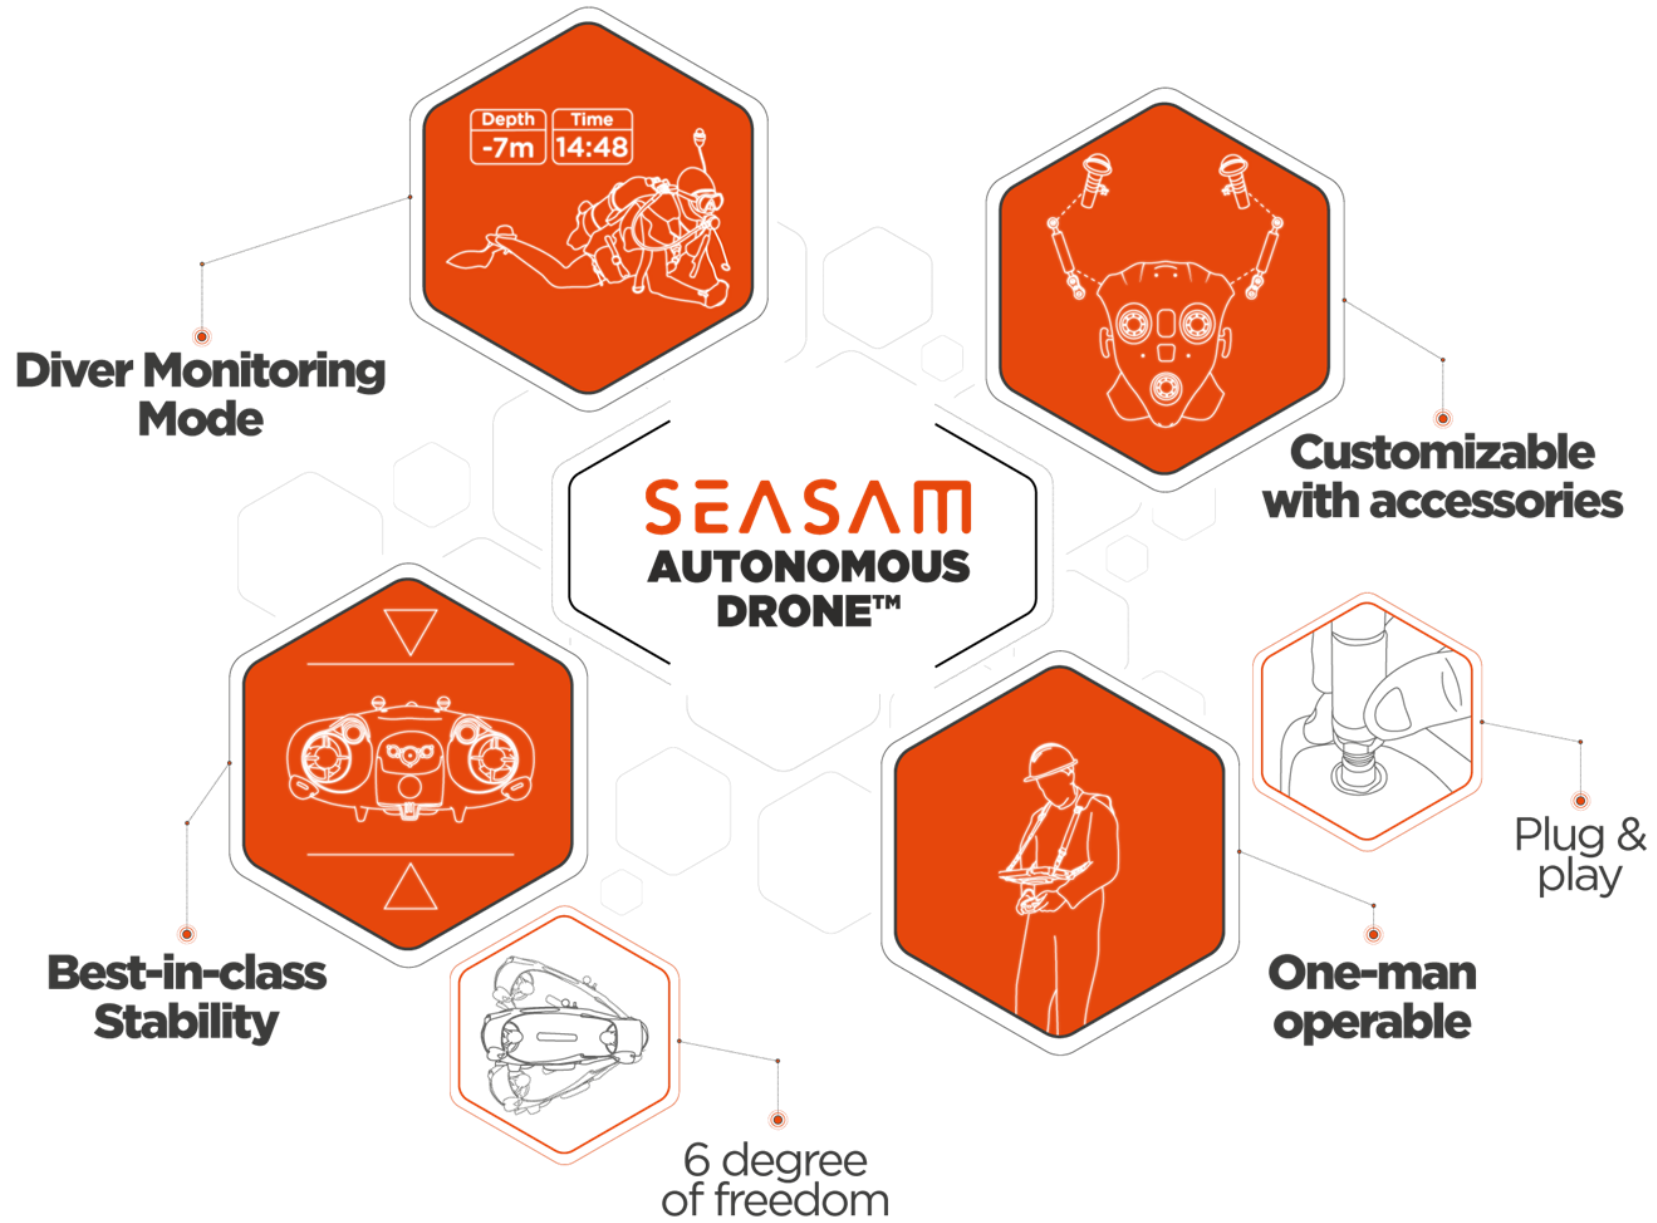 Depth
Time
-7m
14:48
Diver Monitoring
Mode
Customizable
with accessories
SEASAM
AUTONOMOUS
DRONE™
Plug &
play
Best-in-class
Stability
One-man
operable
6 degree
of freedom